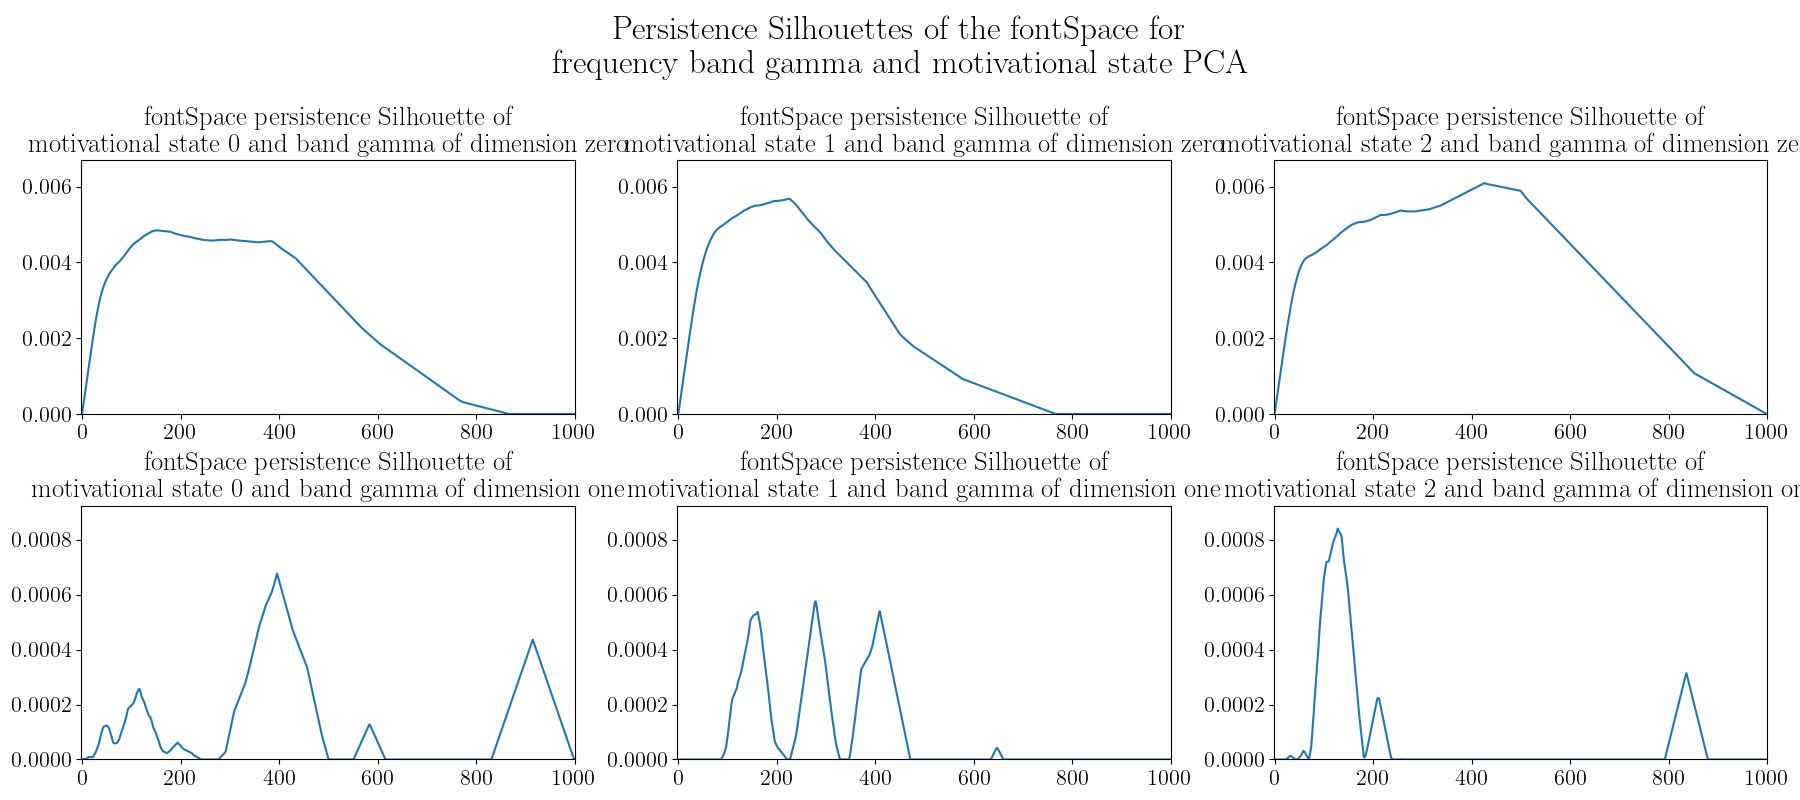 Persistence Silhouettes of the fontSpace for
frequency band gamma and motivational state PCA
fontSpace persistence Silhouette of
motivational state 0 and band gamma of dimension zero
fontSpace persistence Silhouette of
motivational state 1 and band gamma of dimension zero
fontSpace persistence Silhouette of
motivational state 2 and band gamma of dimension ze
0.006
0.004
0.002
0.000
0 200 400 600 800 1000
0.006
0.004
0.002
0.000
0 200 400 600 800 1000
0.006
0.004
0.002
0.000
0 200 400 600 800 1000
fontSpace persistence Silhouette of
motivational state 0 and band gamma of dimension one
fontSpace persistence Silhouette of
motivational state 1 and band gamma of dimension one
fontSpace persistence Silhouette of
motivational state 2 and band gamma of dimension on
0.0008
0.0006
0.0004
0.0002
0.0000
0 200 400 600 800 1000
0.0008
0.0006
0.0004
0.0002
0.0000
0 200 400 600 800 1000
0.0008
0.0006
0.0004
0.0002
0.0000
0 200 400 600 800 1000